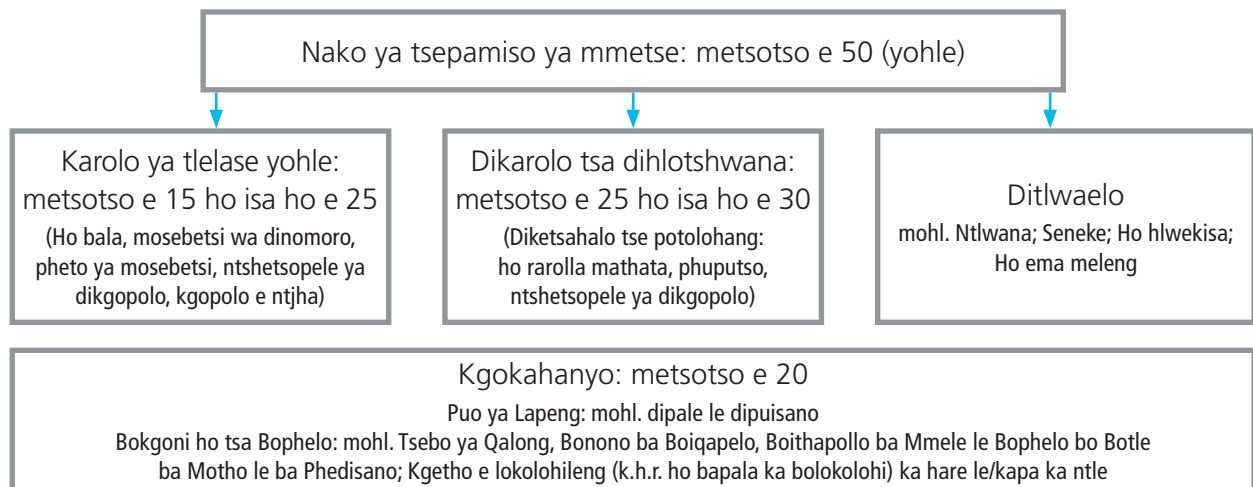 Nako ya tsepamiso ya mmetse: metsotso e 50 (yohle)
Karolo ya tlelase yohle:
metsotso e 15 ho isa ho e 25
(Ho bala, mosebetsi wa dinomoro,
pheto ya mosebetsi, ntshetsopele ya
dikgopolo, kgopolo e ntjha)
Dikarolo tsa dihlotshwana:
metsotso e 25 ho isa ho e 30
(Diketsahalo tse potolohang:
ho rarolla mathata, phuputso,
ntshetsopele ya dikgopolo)
Ditlwaelo
mohl. Ntlwana; Seneke; Ho hlwekisa;
Ho ema meleng
Kgokahanyo: metsotso e 20
Puo ya Lapeng: mohl. dipale le dipuisano
Bokgoni ho tsa Bophelo: mohl. Tsebo ya Qalong, Bonono ba Boiqapelo, Boithapollo ba Mmele le Bophelo bo Botle
ba Motho le ba Phedisano; Kgetho e lokolohileng (k.h.r. ho bapala ka bolokolohi) ka hare le/kapa ka ntle